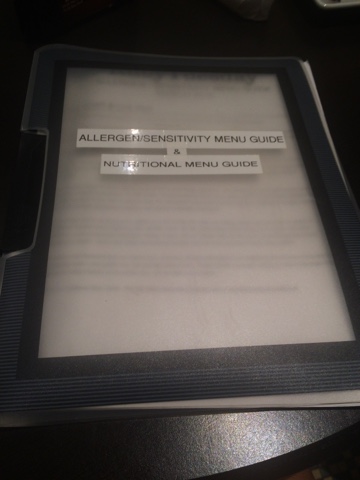 ALLERGEN/SENSITIVITY MENU GUIDE
&
NUTRITIONAL MENU GUIDE